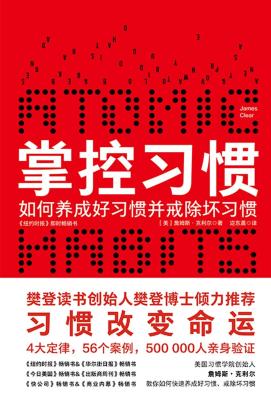 ATOMIC
James
Clear
掌控习惯
如何养成好习惯并戒除坏习惯
《纽约时报》即时畅销书
[美] 詹姆斯·克利尔◎著 迩东晨◎译
HABITS
樊登读书创始人樊登博士倾力推荐
习惯改变命运
4大定律，56个案例，500 000人亲身验证
《纽约时报》畅销书&《华尔街日报》畅销书
《今日美国》畅销书&《出版商周刊》畅销书
《快公司》畅销书&《商业内幕》畅销书
美国习惯学院创始人
詹姆斯·克利尔
教你如何快速养成好习惯，戒除坏习惯